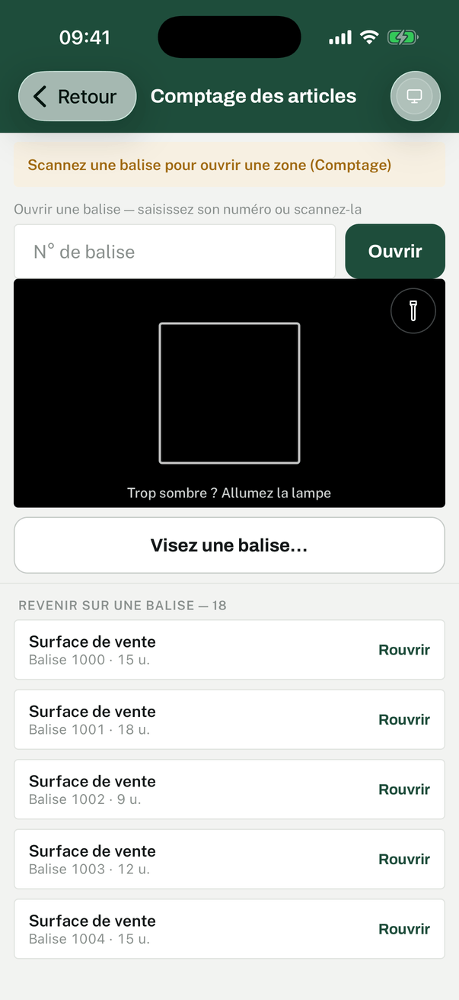 09:41
Retour
Comptage des articles
Scannez une balise pour ouvrir une zone (Comptage)
Ouvrir une balise — saisissez son numéro ou scannez-la
N° de balise
Ouvrir
Trop sombre ? Allumez la lampe
Visez une balise...
REVENIR SUR UNE BALISE — 18
Surface de vente
Balise 1000 · 15 u.
Rouvrir
Surface de vente
Balise 1001 · 18 u.
Rouvrir
Surface de vente
Balise 1002 · 9 u.
Rouvrir
Surface de vente
Balise 1003 · 12 u.
Rouvrir
Surface de vente
Balise 1004 · 15 u.
Rouvrir